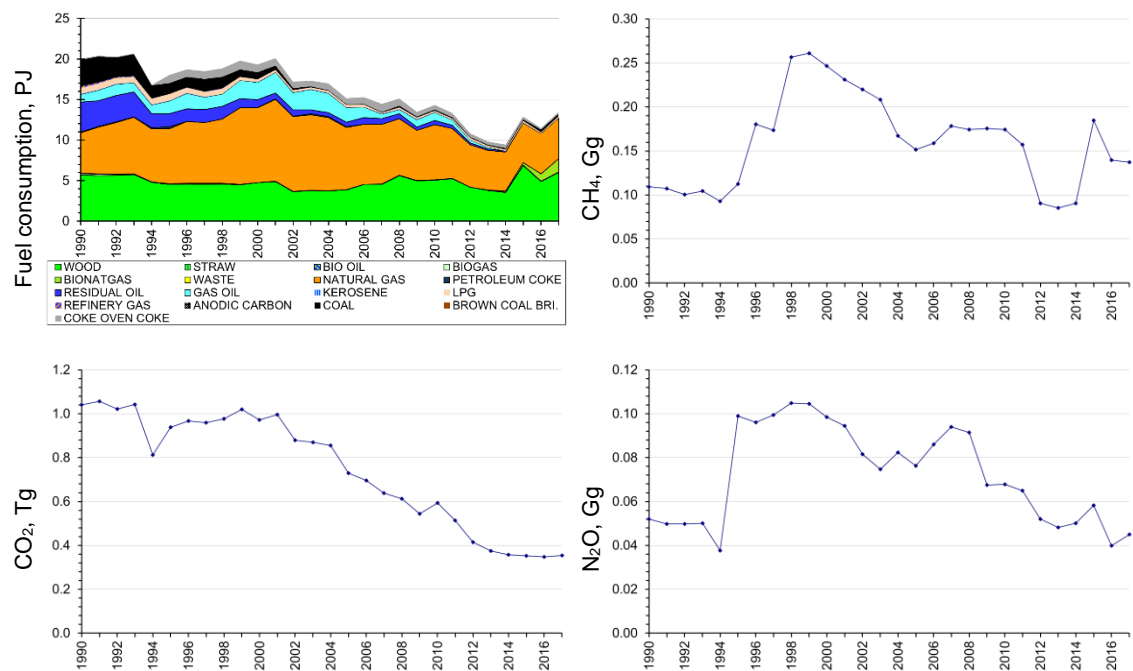 Fuel consumption, PJ
25
20
15
10
5
0
1990 1992 1994 1996 1998 2000 2002 2004 2006 2008 2010 2012 2014 2016
WOOD STRAW BIO OIL BIOGAS
BIONATGAS WASTE NATURAL GAS PETROLEUM COKE
RESIDUAL OIL GAS OIL KEROSENE LPG
REFINERY GAS ANODIC CARBON COAL BROWN COAL BRI.
COKE OVEN COKE
CH₄, Gg
0.30
0.25
0.20
0.15
0.10
0.05
0.00
1990 1992 1994 1996 1998 2000 2002 2004 2006 2008 2010 2012 2014 2016
CO₂, Tg
1.2
1.0
0.8
0.6
0.4
0.2
0.0
1990 1992 1994 1996 1998 2000 2002 2004 2006 2008 2010 2012 2014 2016
N₂O, Gg
0.12
0.10
0.08
0.06
0.04
0.02
0.00
1990 1992 1994 1996 1998 2000 2002 2004 2006 2008 2010 2012 2014 2016